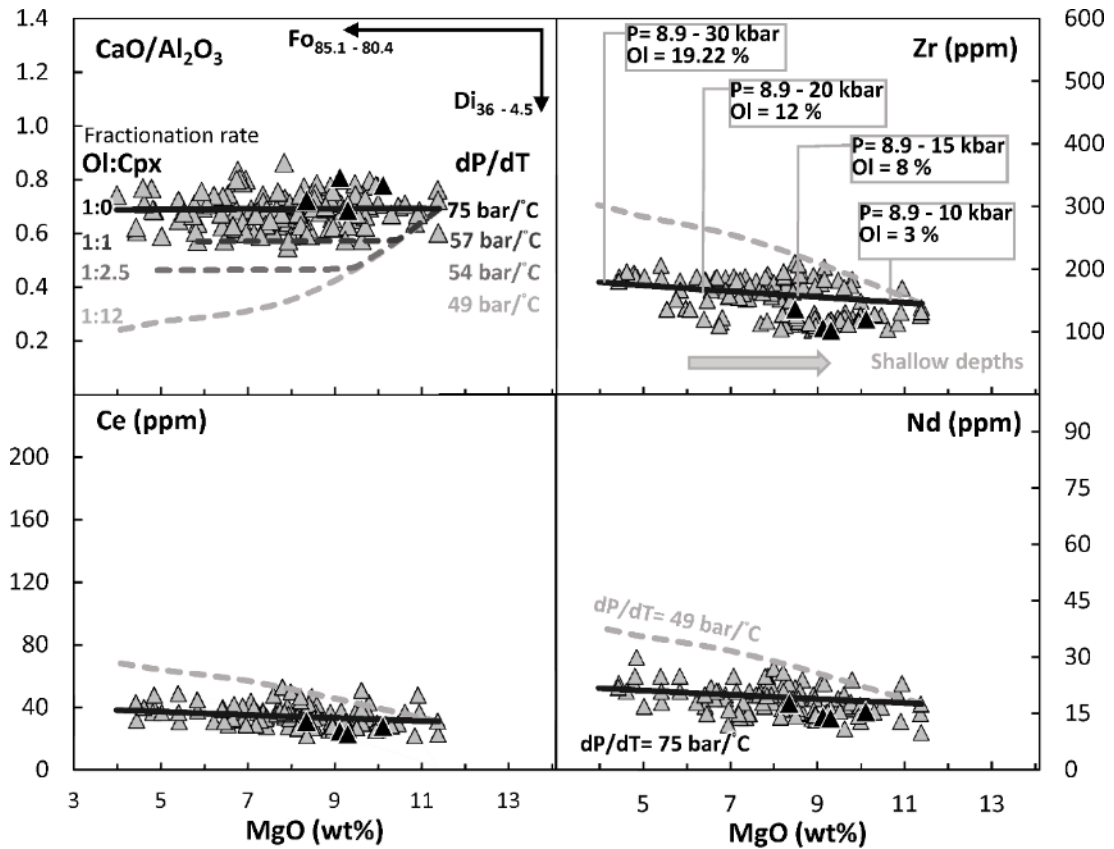 1.4
1.2
1.0
0.8
0.6
0.4
0.2
CaO/Al₂O₃
Fo₈₅.₁ - ₈₀.₄
Di₃₆ - ₄.₅
Fractionation rate
Ol:Cpx
dP/dT
1:0
75 bar/°C
1:1
57 bar/°C
1:2.5
54 bar/°C
1:12
49 bar/°C
P= 8.9 - 30 kbar
Ol = 19.22 %
P= 8.9 - 20 kbar
Ol = 12 %
P= 8.9 - 15 kbar
Ol = 8 %
P= 8.9 - 10 kbar
Ol = 3 %
Zr (ppm)
Shallow depths
600
500
400
300
200
100
Ce (ppm)
200
160
120
80
40
0
3
5
7
9
11
13
MgO (wt%)
Nd (ppm)
dP/dT= 49 bar/°C
dP/dT= 75 bar/°C
90
75
60
45
30
15
0
5
7
9
11
13
MgO (wt%)